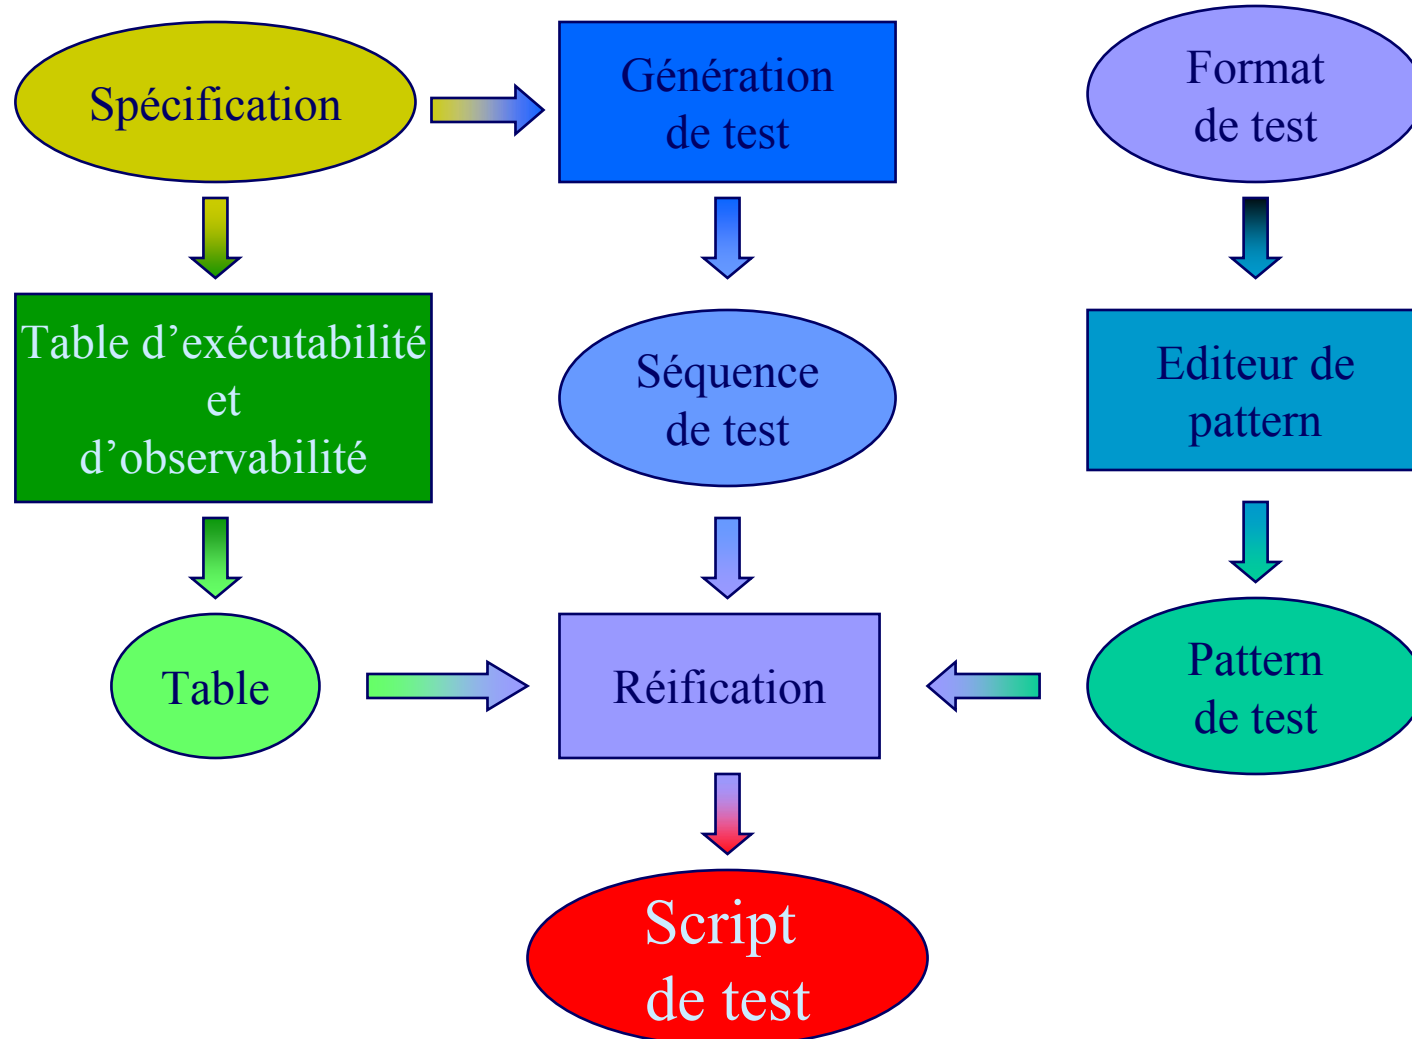 Spécification
Génération
de test
Format
de test
Table d’exécutabilité
et
d’observabilité
Séquence
de test
Editeur de
pattern
Table
Réification
Pattern
de test
Script
de test